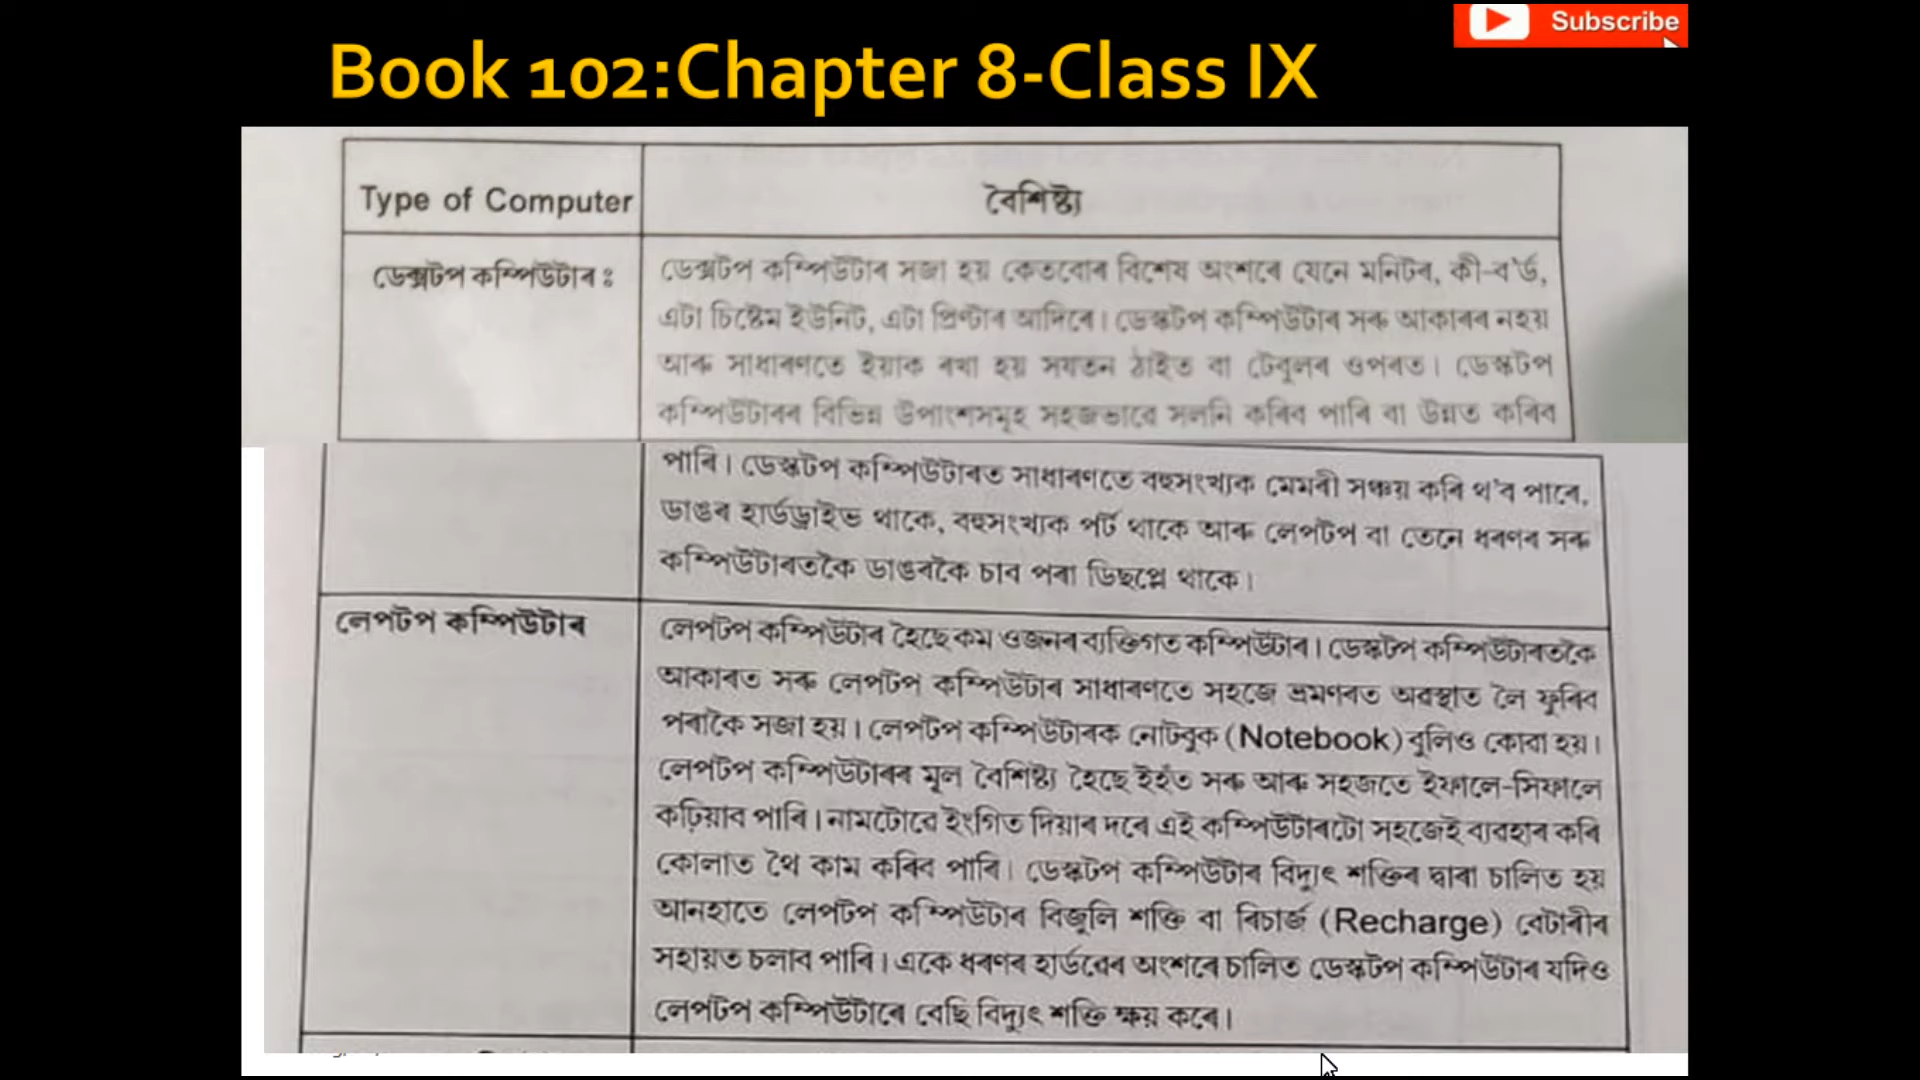 Subscribe
Book 102:Chapter 8-Class IX
Type of Computer
বৈশিষ্ট্য
ডেক্সটপ কম্পিউটাৰঃ
ডেক্সটপ কম্পিউটাৰ সজা হয় কেতবোৰ বিশেষ অংশৰে যেনে মনিটৰ, কী-ব'ৰ্ড,
এটা চিষ্টেম ইউনিট, এটা প্ৰিণ্টাৰ আদিৰে। ডেস্কটপ কম্পিউটাৰ সৰু আকাৰৰ নহয়
আৰু সাধাৰণতে ইয়াক ৰখা হয় সযতন ঠাইত বা টেবুলৰ ওপৰত। ডেস্কটপ
কম্পিউটাৰৰ বিভিন্ন উপাংশসমূহ সহজভাৱে সলনি কৰিব পাৰি বা উন্নত কৰিব
পাৰি। ডেস্কটপ কম্পিউটাৰত সাধাৰণতে বহুসংখ্যক মেমৰী সঞ্চয় কৰি থ'ব পাৰে,
ডাঙৰ হাৰ্ডড্ৰাইভ থাকে, বহুসংখ্যক পৰ্ট থাকে আৰু লেপটপ বা তেনে ধৰণৰ সৰু
কম্পিউটাৰতকৈ ডাঙৰকৈ চাব পৰা ডিছপ্লে থাকে।
লেপটপ কম্পিউটাৰ
লেপটপ কম্পিউটাৰ হৈছে কম ওজনৰ ব্যক্তিগত কম্পিউটাৰ। ডেস্কটপ কম্পিউটাৰতকৈ
আকাৰত সৰু লেপটপ কম্পিউটাৰ সাধাৰণতে সহজে ভ্ৰমণৰত অৱস্থাত লৈ ফুৰিব
পৰাকৈ সজা হয়। লেপটপ কম্পিউটাৰক নোটবুক (Notebook) বুলিও কোৱা হয়।
লেপটপ কম্পিউটাৰৰ মূল বৈশিষ্ট্য হৈছে ইহঁত সৰু আৰু সহজতে ইফালে-সিফালে
কঢ়িয়াব পাৰি। নামটোৱে ইংগিত দিয়াৰ দৰে এই কম্পিউটাৰটো সহজেই ব্যৱহাৰ কৰি
কোলাত থৈ কাম কৰিব পাৰি। ডেস্কটপ কম্পিউটাৰ বিদ্যুৎ শক্তিৰ দ্বাৰা চালিত হয়
আনহাতে লেপটপ কম্পিউটাৰ বিজুলি শক্তি বা ৰিচাৰ্জ (Recharge) বেটাৰীৰ
সহায়ত চলাব পাৰি। একে ধৰণৰ হাৰ্ডৱেৰ অংশৰে চালিত ডেস্কটপ কম্পিউটাৰ যদিও
লেপটপ কম্পিউটাৰে বেছি বিদ্যুৎ শক্তি ক্ষয় কৰে।